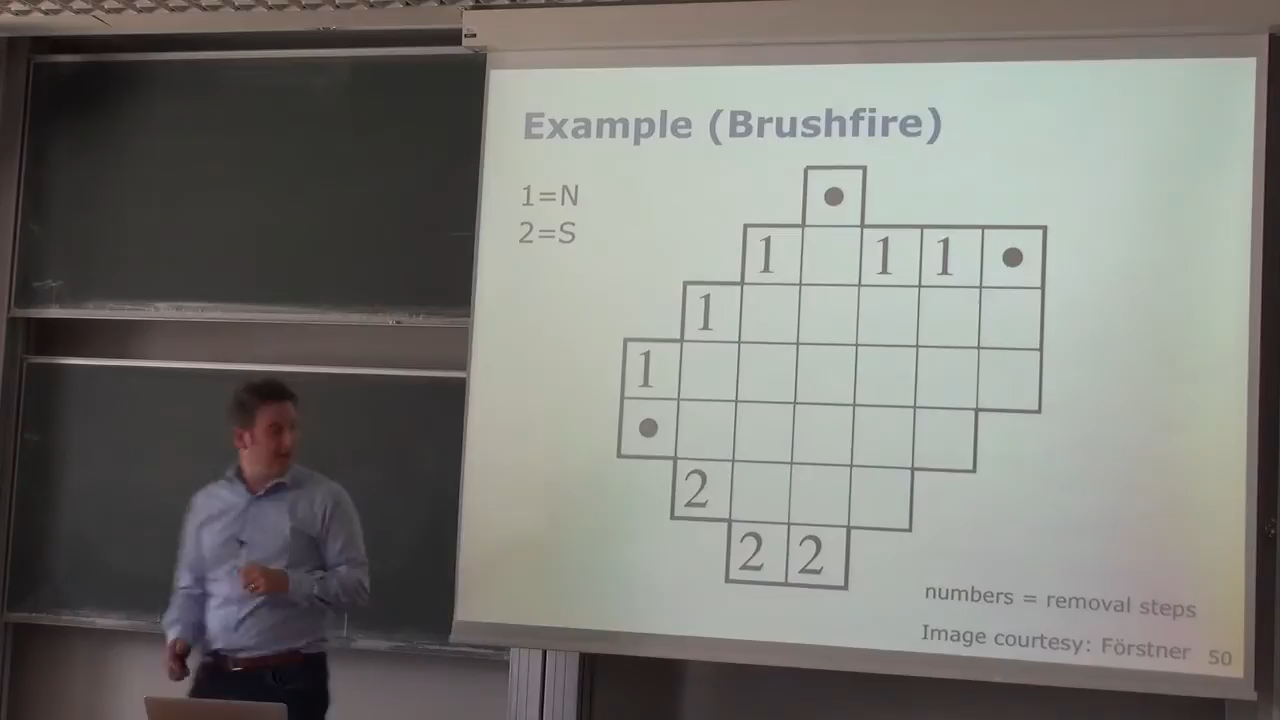 Example (Brushfire)
1=N
2=S
1 1 1
1
1
2
2 2
numbers = removal steps
Image courtesy: Förstner 50